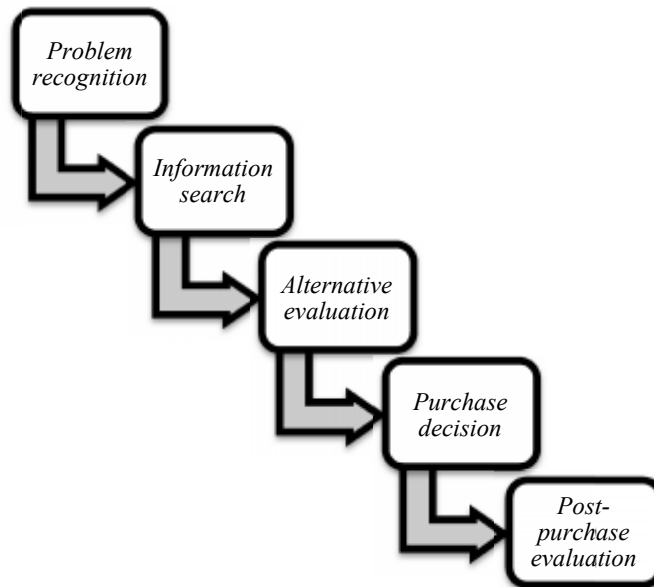 Problem
recognition
Information
search
Alternative
evaluation
Purchase
decision
Post-
purchase
evaluation